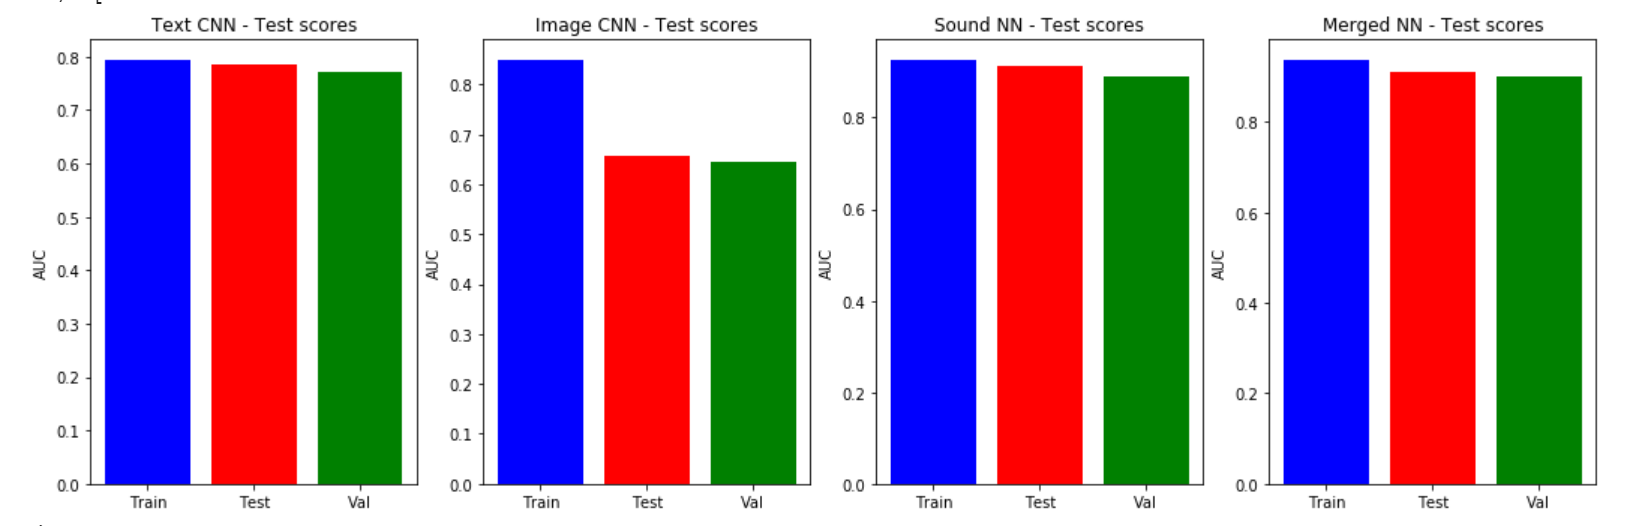 Text CNN - Test scores
AUC
0.8
0.7
0.6
0.5
0.4
0.3
0.2
0.1
0.0
Train Test Val
Image CNN - Test scores
AUC
0.8
0.7
0.6
0.5
0.4
0.3
0.2
0.1
0.0
Train Test Val
Sound NN - Test scores
AUC
0.8
0.6
0.4
0.2
0.0
Train Test Val
Merged NN - Test scores
AUC
0.8
0.6
0.4
0.2
0.0
Train Test Val